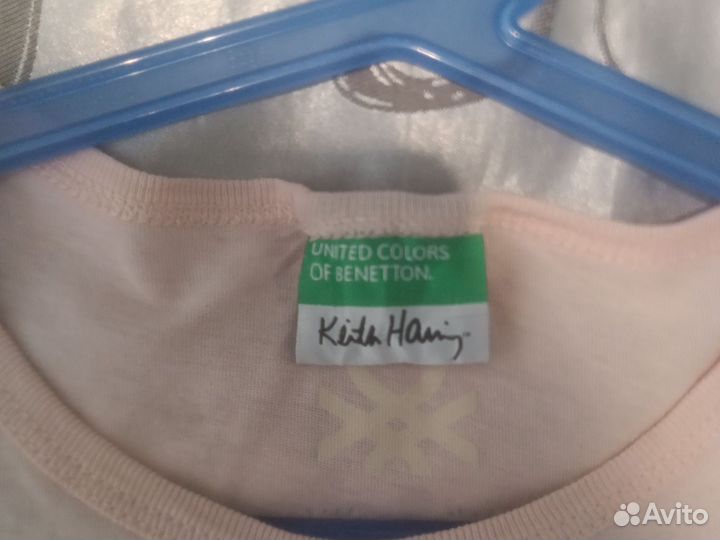 UNITED COLORS
OF BENETTON.
Keith Haring
Avito